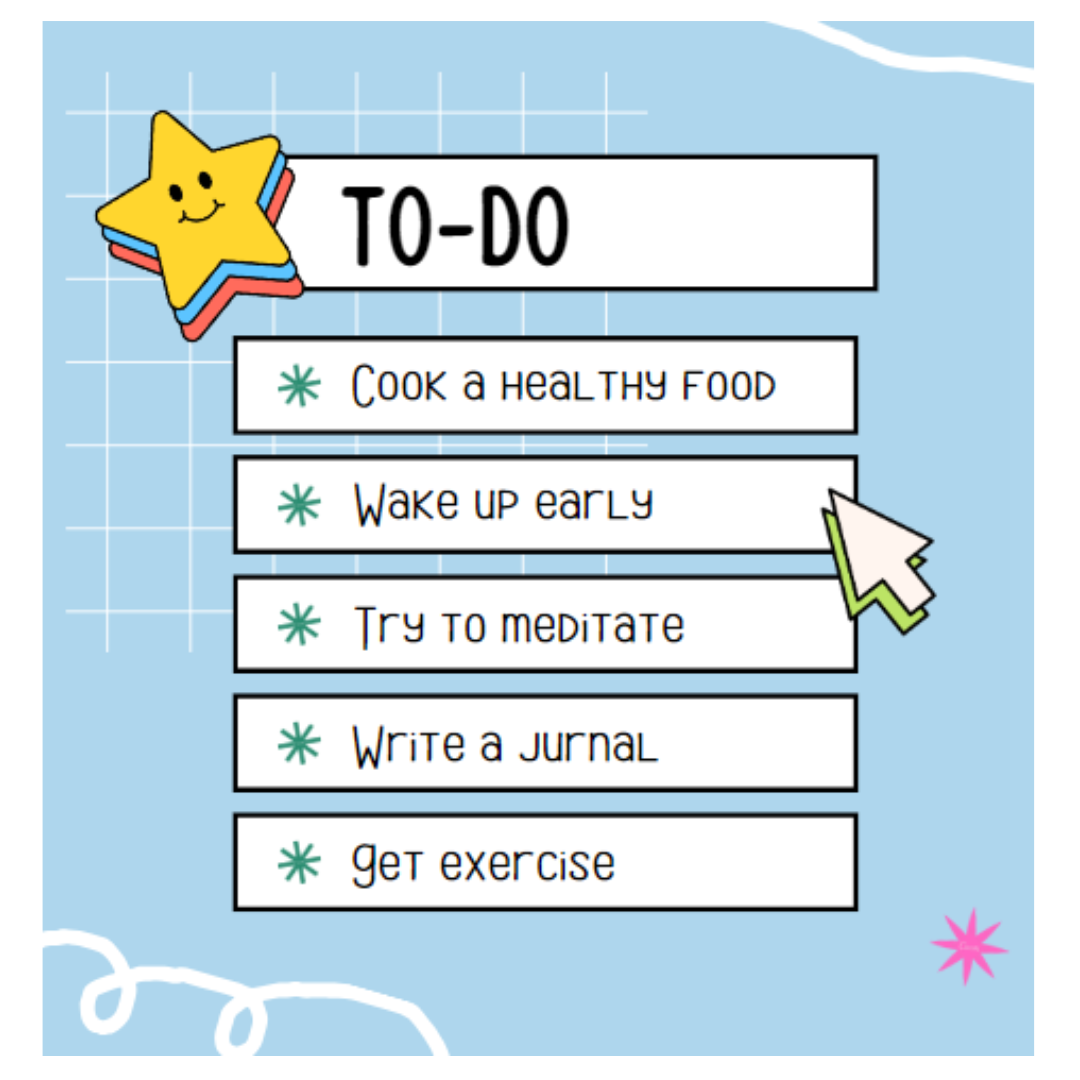 TO-DO
Cook a healthy food
Wake up early
Try to meditate
Write a jurnal
Get exercise